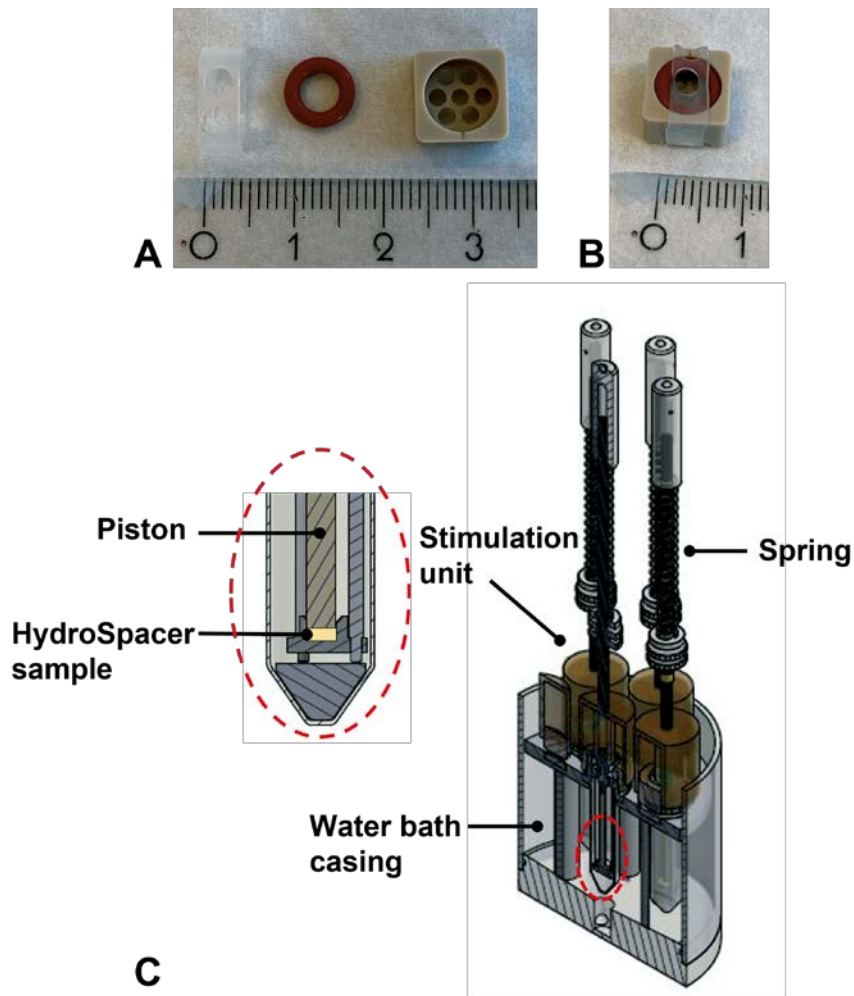 0 1 2 3
A
0 1
B
Piston
Stimulation
unit
Spring
HydroSpacer
sample
Water bath
casing
C